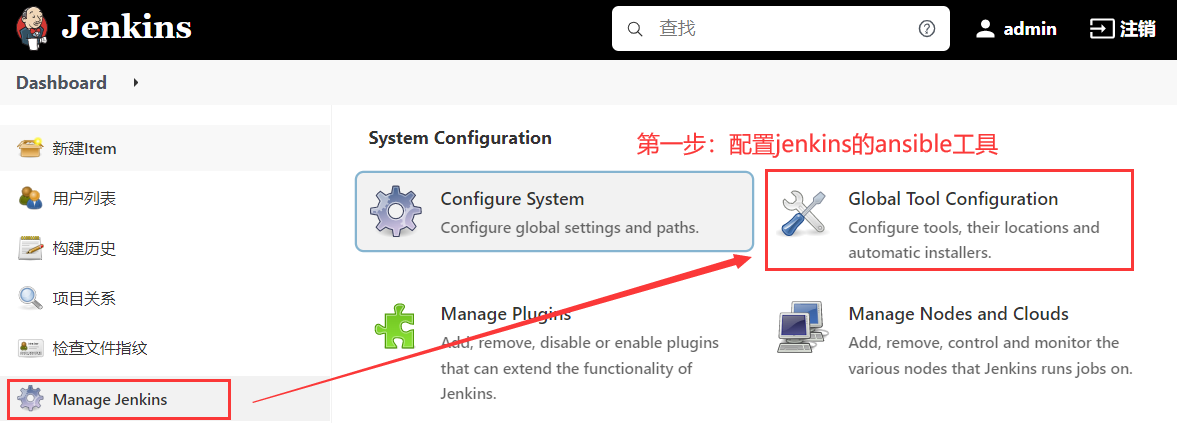 Jenkins
查找
admin
注销
Dashboard
新建Item
用户列表
构建历史
项目关系
检查文件指纹
Manage Jenkins
System Configuration
第一步：配置jenkins的ansible工具
Configure System
Configure global settings and paths.
Global Tool Configuration
Configure tools, their locations and
automatic installers.
Manage Plugins
Add, remove, disable or enable plugins
that can extend the functionality of
Jenkins.
Manage Nodes and Clouds
Add, remove, control and monitor the
various nodes that Jenkins runs jobs on.